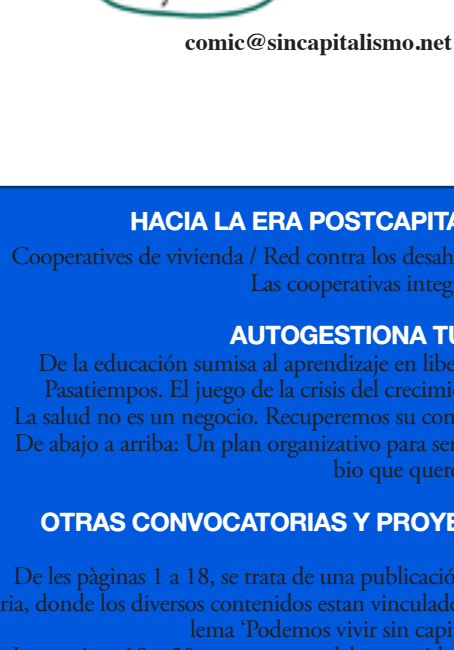 comic@sincapitalismo.net
HACIA LA ERA POSTCAPITA
Cooperatives de vivienda / Red contra los desah
Las cooperativas integ
AUTOGESTIONA TU
De la educación sumisa al aprendizaje en libe
Pasatiempos. El juego de la crisis del crecimi
La salud no es un negocio. Recuperemos su con
De abajo a arriba: Un plan organizativo para ser
bio que quere
OTRAS CONVOCATORIAS Y PROYE
De les pàginas 1 a 18, se trata de una publicació
ria, donde los diversos contenidos estan vinculado
lema ‘Podemos vivir sin capi